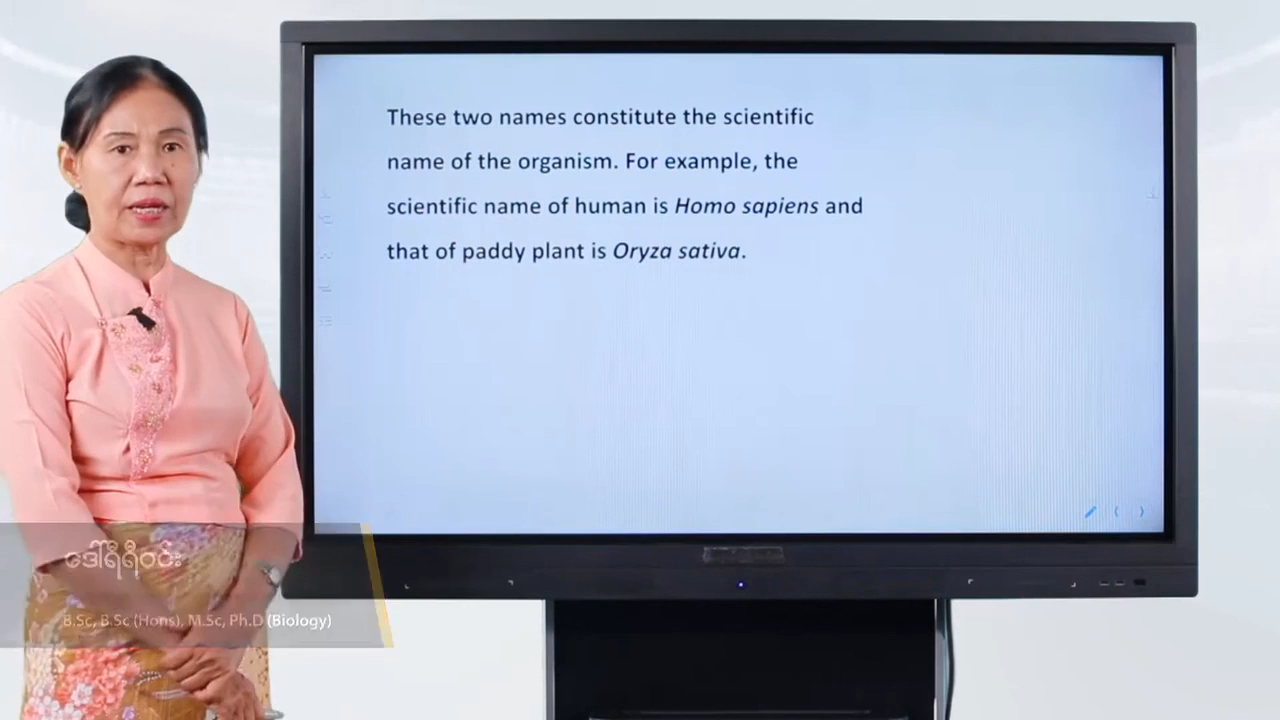 These two names constitute the scientific
name of the organism. For example, the
scientific name of human is Homo sapiens and
that of paddy plant is Oryza sativa.
ဒေါ်ရီရီဝင်း
B.Sc, B.Sc (Hons), M.Sc, Ph.D (Biology)